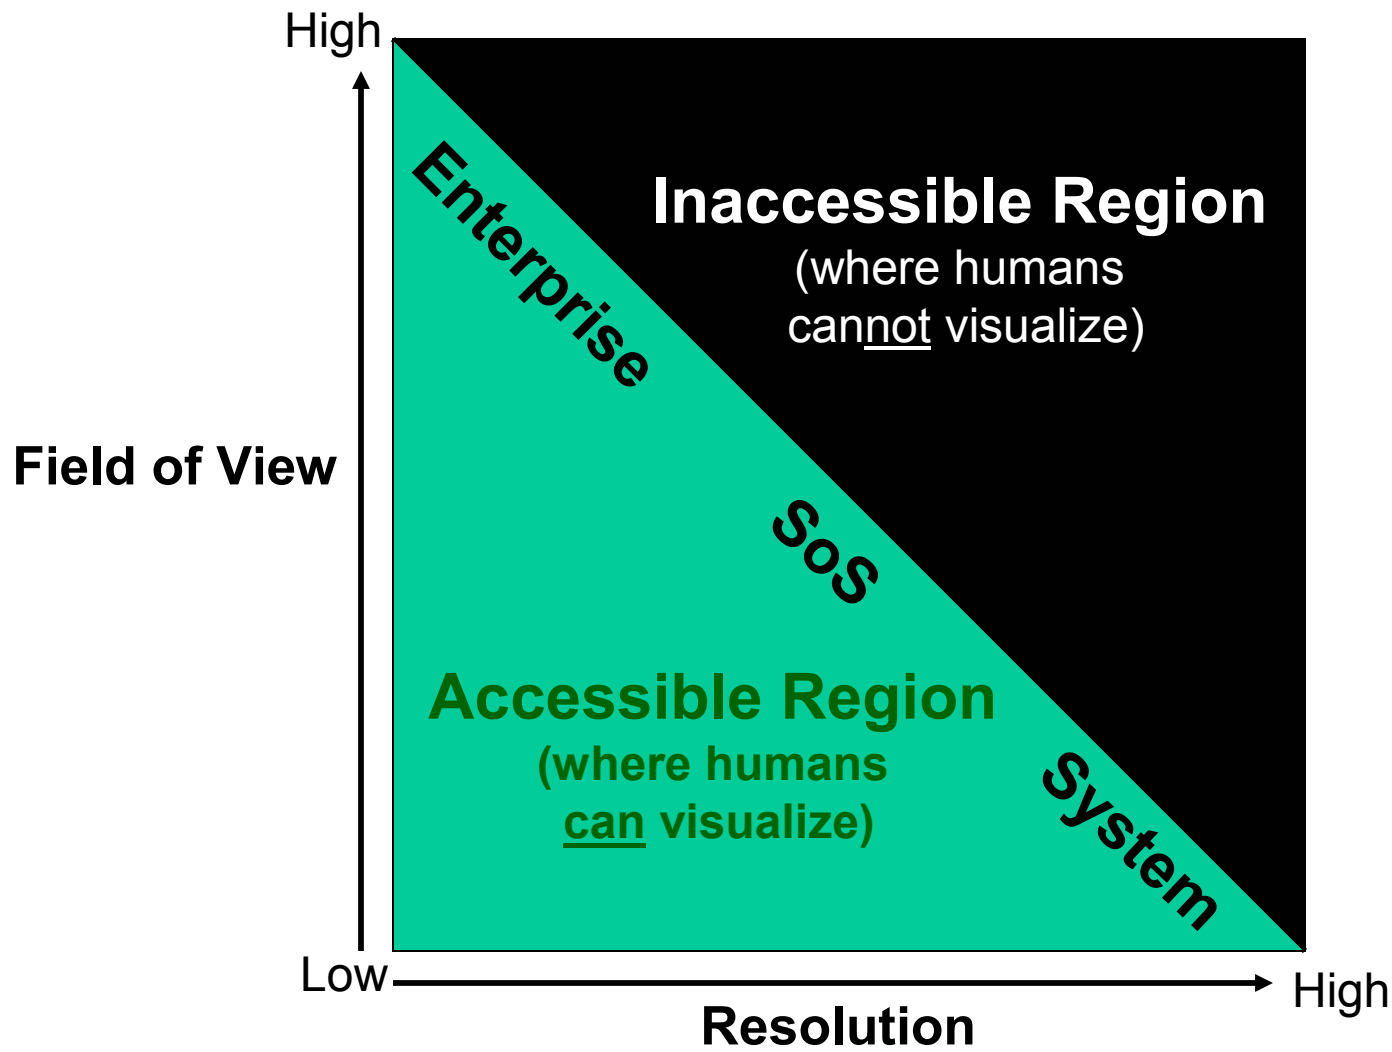 High
Enterprise
Inaccessible Region
(where humans
cannot visualize)
Field of View
SoS
Accessible Region
(where humans
can visualize)
System
Low
High
Resolution